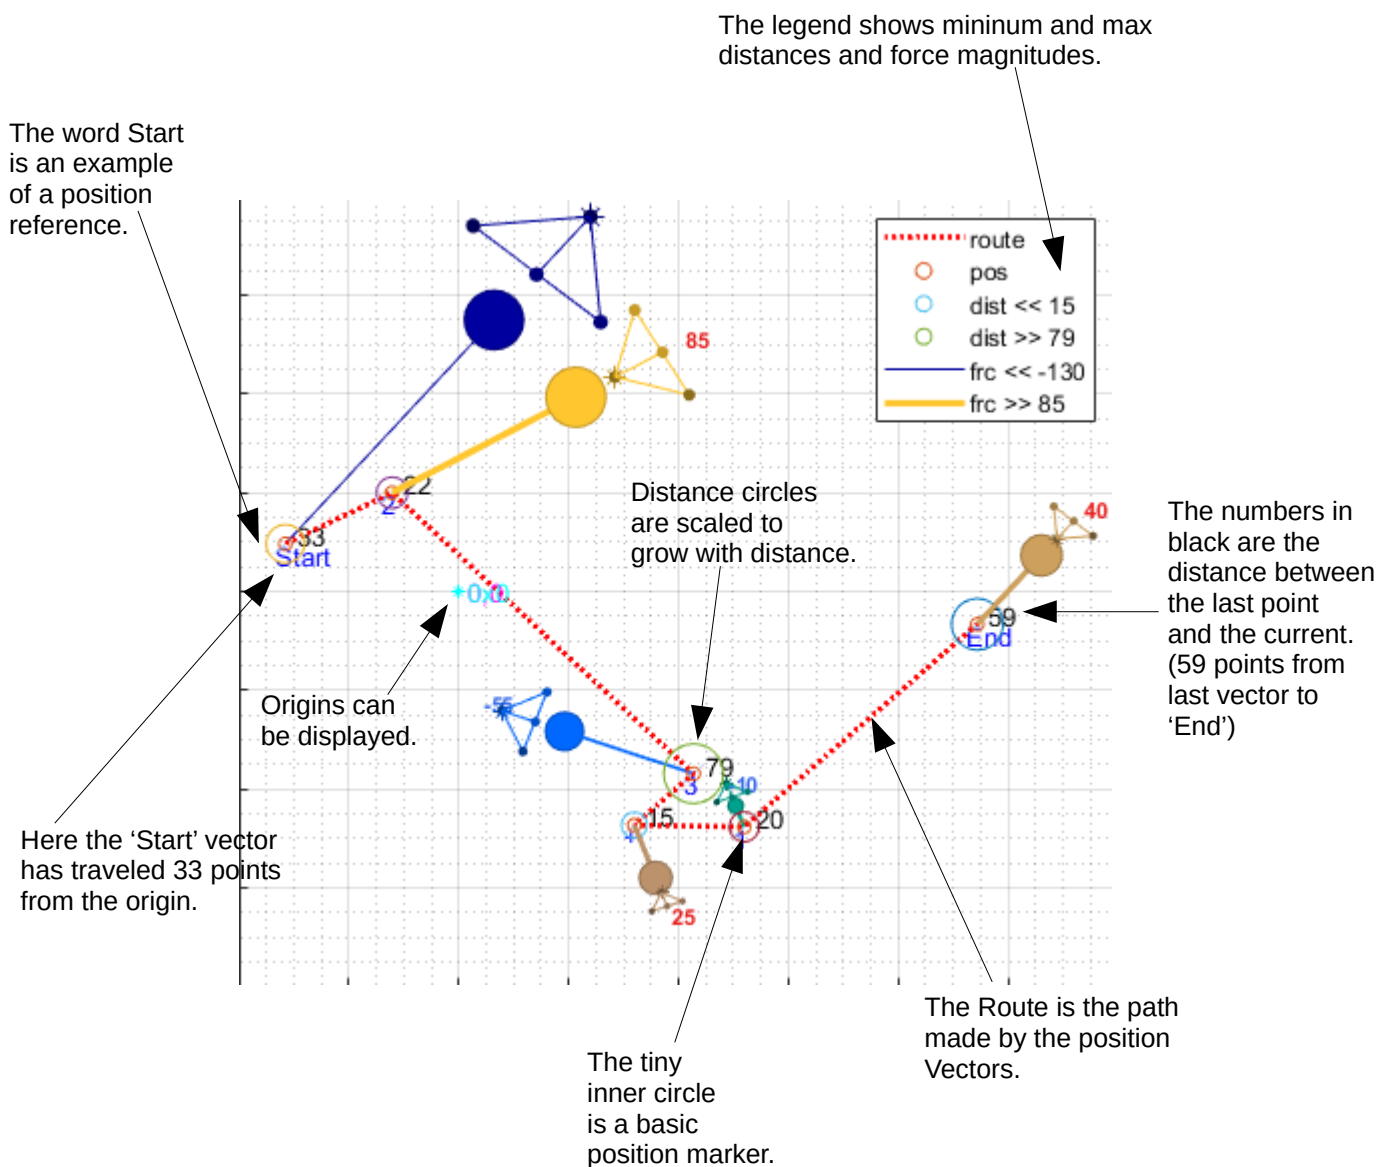 The legend shows mininum and max
distances and force magnitudes.
The word Start
is an example
of a position
reference.
route
pos
dist << 15
dist >> 79
frc << -130
frc >> 85
85
22
2
33
Start
Distance circles
are scaled to
grow with distance.
40
The numbers in
black are the
distance between
the last point
and the current.
(59 points from
last vector to
‘End’)
59
End
Origins can
be displayed.
-55
79
3
10
15
4
20
25
Here the ‘Start’ vector
has traveled 33 points
from the origin.
The Route is the path
made by the position
Vectors.
The tiny
inner circle
is a basic
position marker.